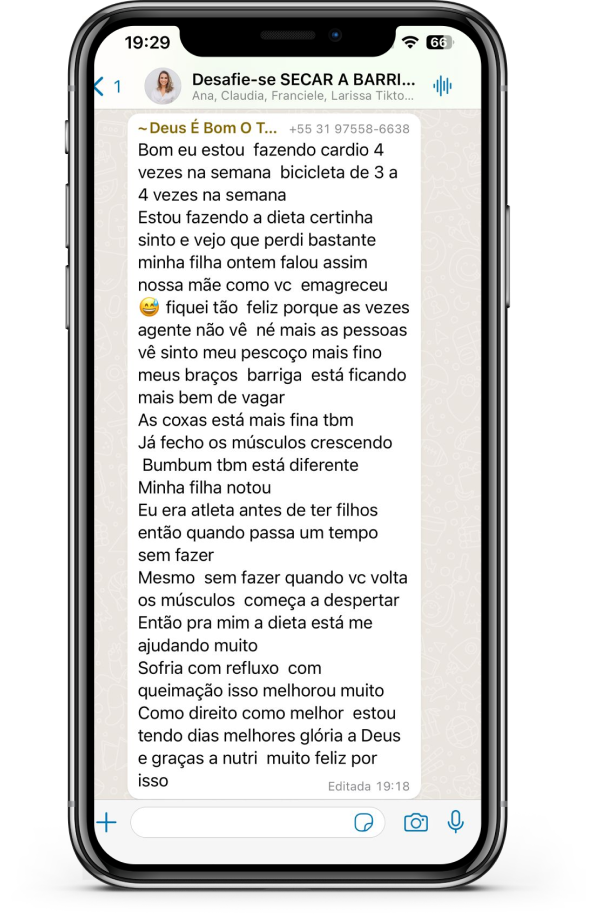 19:29
66
1
Desafie-se SECAR A BARRI...
Ana, Claudia, Franciele, Larissa Tikto...
~Deus É Bom O T... +55 31 97558-6638
Bom eu estou fazendo cardio 4
vezes na semana bicicleta de 3 a
4 vezes na semana
Estou fazendo a dieta certinha
sinto e vejo que perdi bastante
minha filha ontem falou assim
nossa mãe como vc emagreceu
😅 fiquei tão feliz porque as vezes
agente não vê né mais as pessoas
vê sinto meu pescoço mais fino
meus braços barriga está ficando
mais bem de vagar
As coxas está mais fina tbm
Já fecho os músculos crescendo
Bumbum tbm está diferente
Minha filha notou
Eu era atleta antes de ter filhos
então quando passa um tempo
sem fazer
Mesmo sem fazer quando vc volta
os músculos começa a despertar
Então pra mim a dieta está me
ajudando muito
Sofria com refluxo com
queimação isso melhorou muito
Como direito como melhor estou
tendo dias melhores glória a Deus
e graças a nutri muito feliz por
isso
Editada 19:18